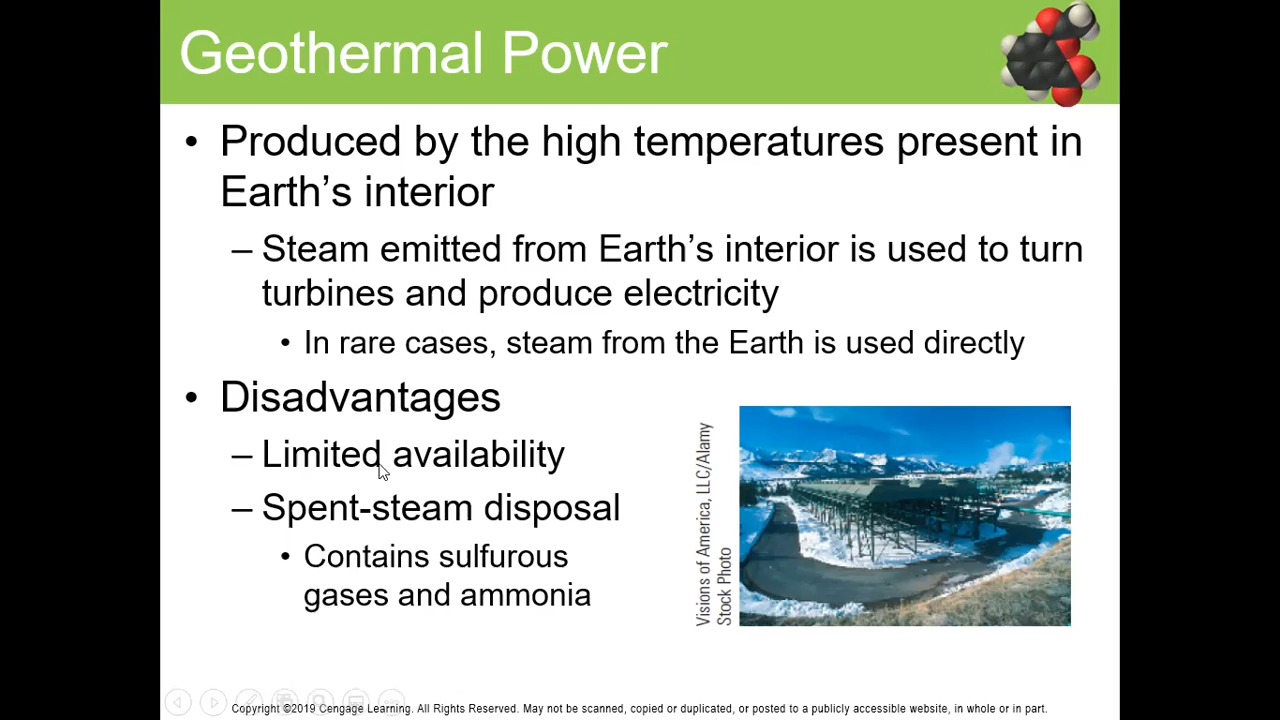 Geothermal Power
• Produced by the high temperatures present in
Earth's interior
– Steam emitted from Earth's interior is used to turn
turbines and produce electricity
• In rare cases, steam from the Earth is used directly
• Disadvantages
– Limited availability
– Spent-steam disposal
• Contains sulfurous
gases and ammonia
Visions of America, LLC/Alamy
Stock Photo
Copyright ©2019 Cengage Learning. All Rights Reserved. May not be scanned, copied or duplicated, or posted to a publicly accessible website, in whole or in part.